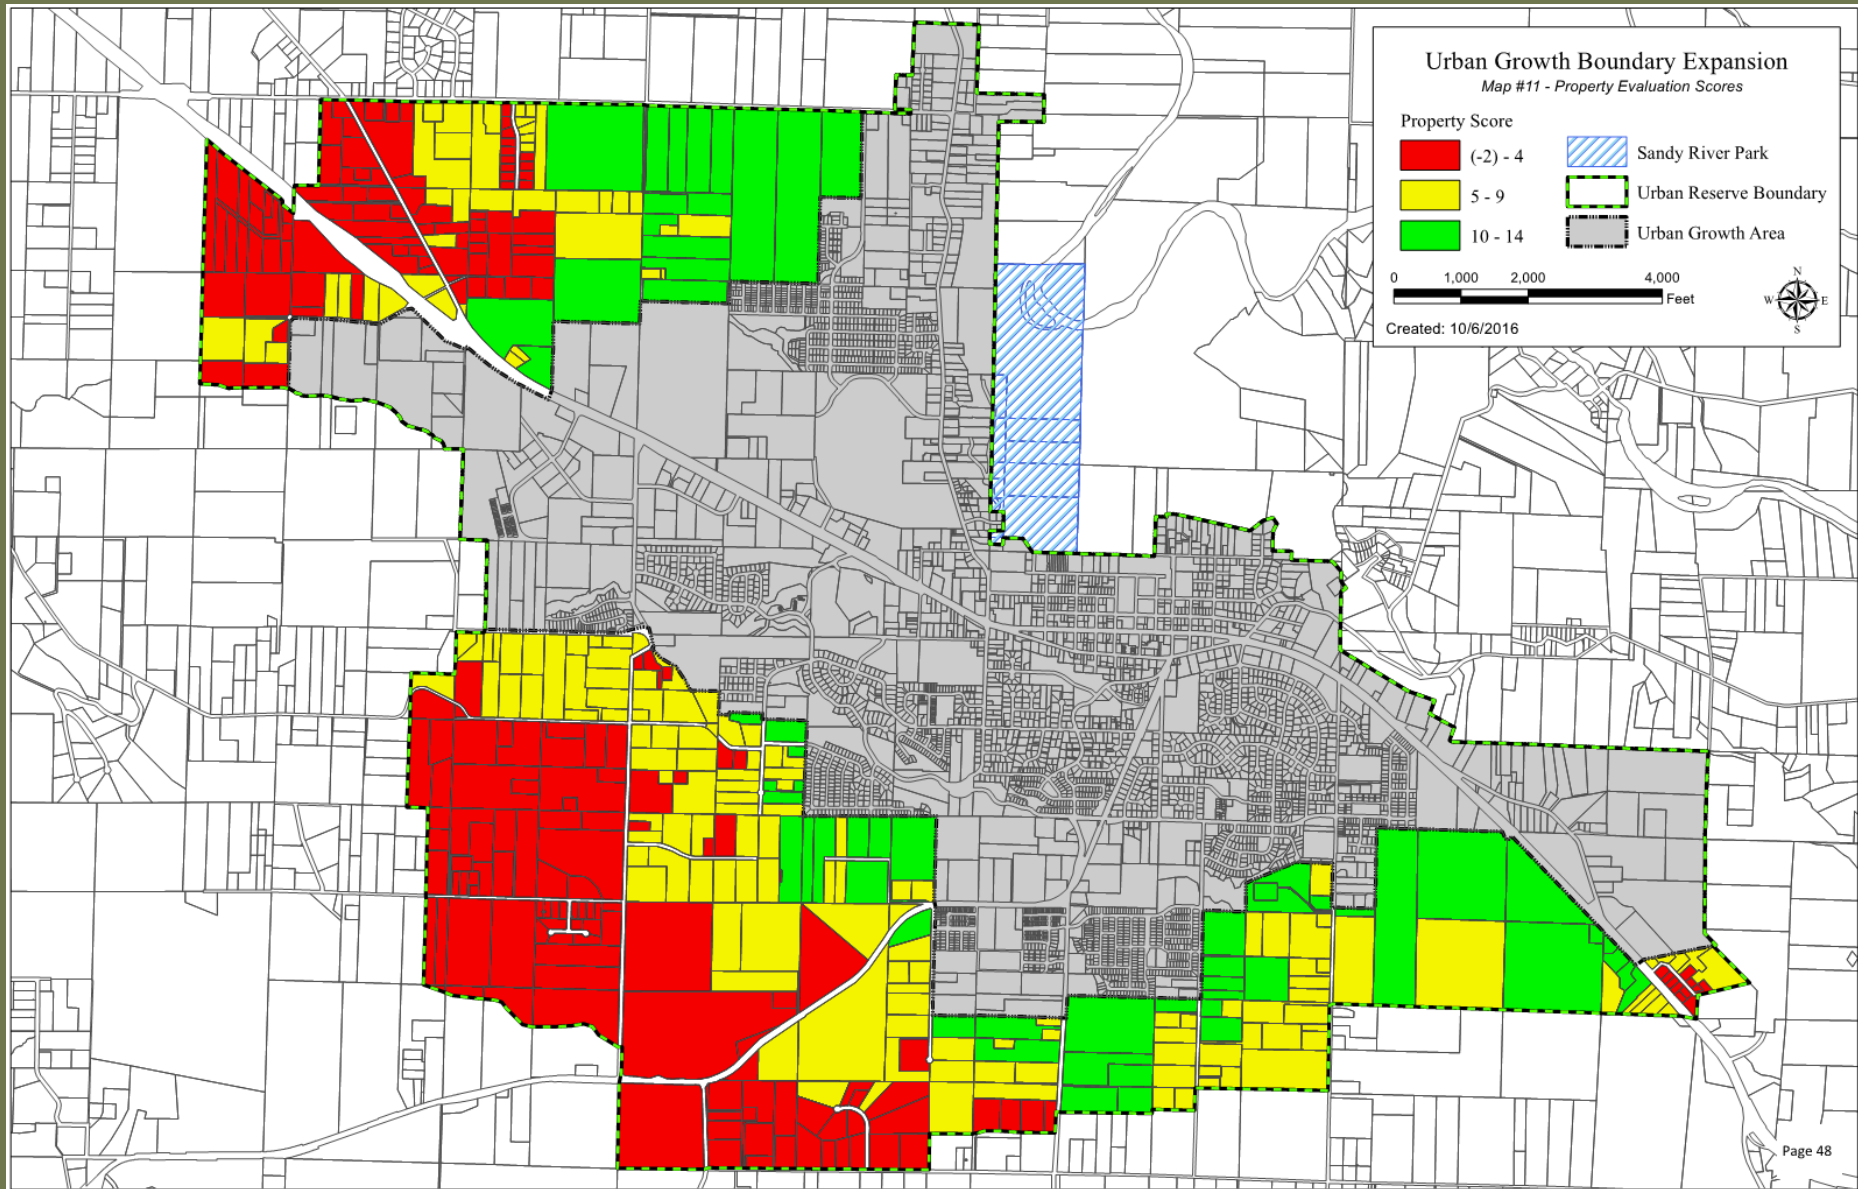 Urban Growth Boundary Expansion
Map #11 - Property Evaluation Scores
Property Score
(-2) - 4
5 - 9
10 - 14
Sandy River Park
Urban Reserve Boundary
Urban Growth Area
0 1,000 2,000 4,000
Feet
N
W E
S
Created: 10/6/2016
Page 48